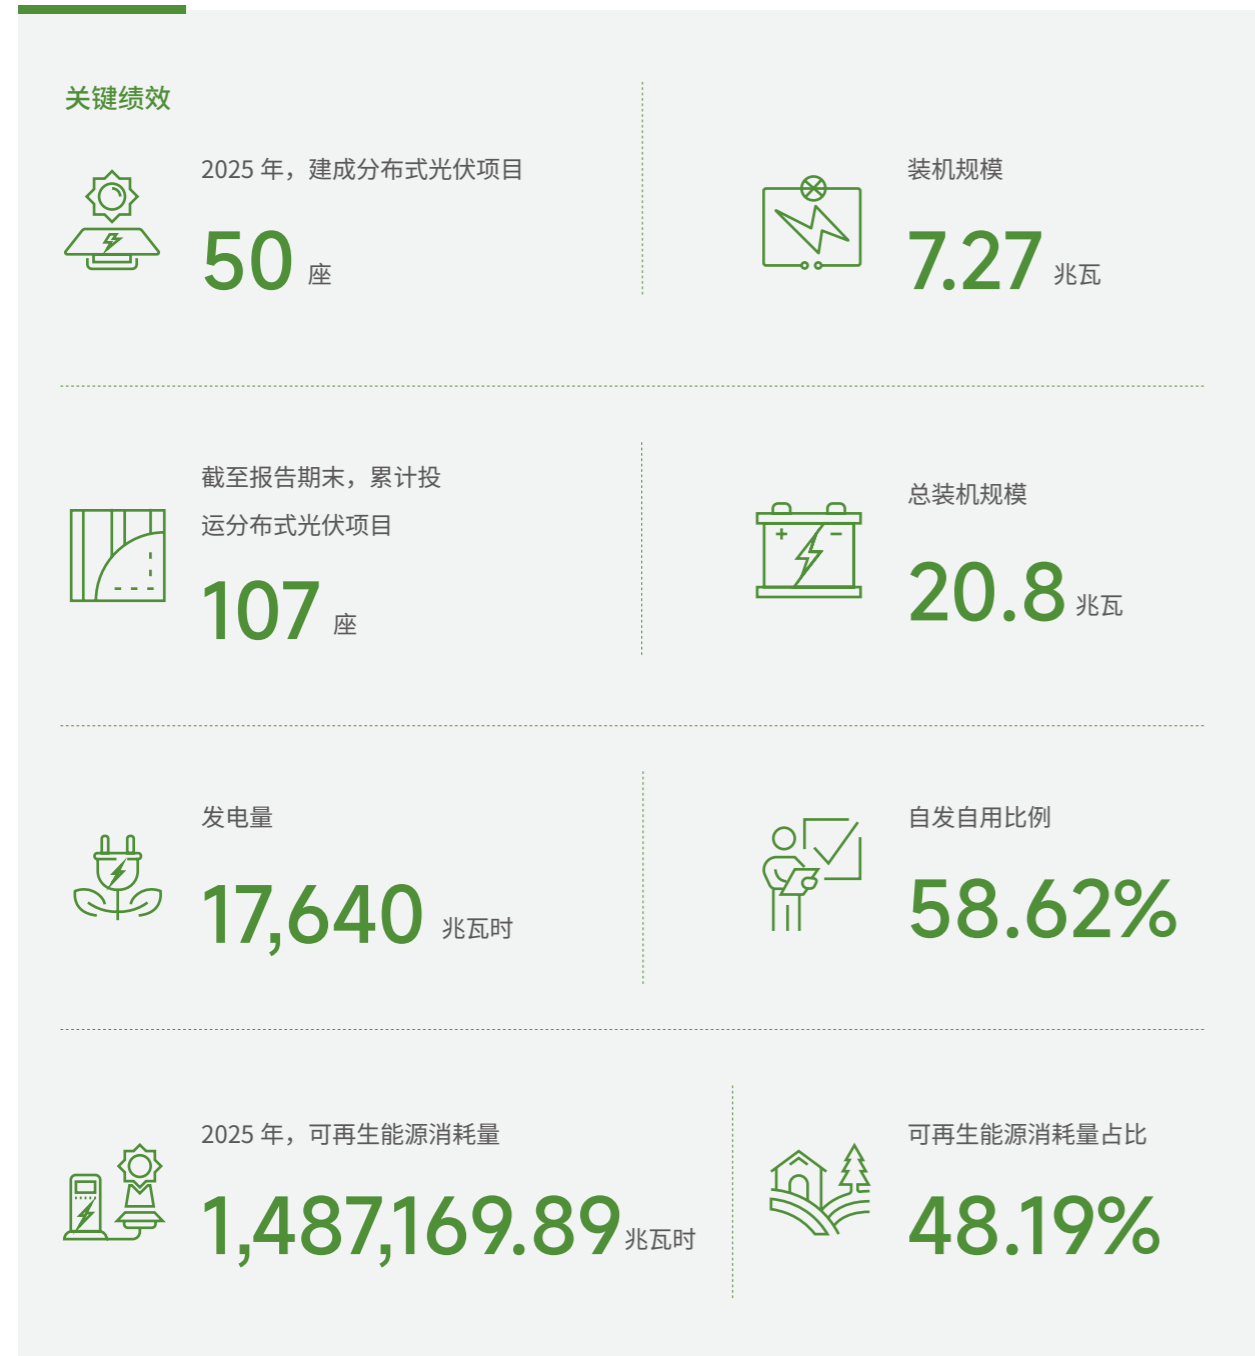 关键绩效
2025 年，建成分布式光伏项目
50 座
装机规模
7.27 兆瓦
截至报告期末，累计投
运分布式光伏项目
107 座
总装机规模
20.8 兆瓦
发电量
17,640 兆瓦时
自发自用比例
58.62%
2025 年，可再生能源消耗量
1,487,169.89 兆瓦时
可再生能源消耗量占比
48.19%